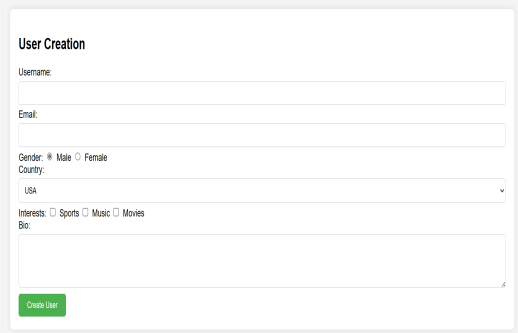 User Creation
Username:
Email:
Gender: Male Female
Country:
USA
Interests: Sports Music Movies
Bio:
Create User